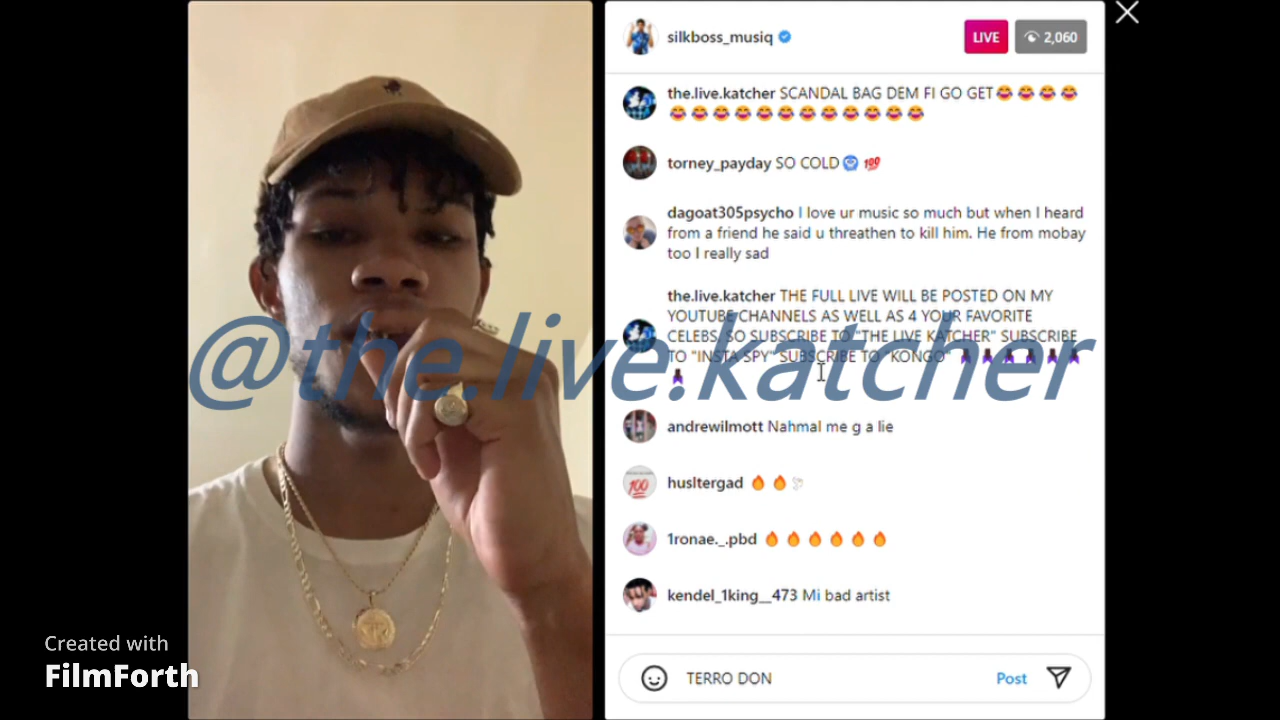 silkboss_musiq
LIVE
2,060
the.live.katcher SCANDAL BAG DEM FI GO GET😂😂😂😂
😂😂😂😂😂😂😂😂😂😂😂😂
torney_payday SO COLD🥶💯
dagoat305psycho I love ur music so much but when I heard
from a friend he said u threathen to kill him. He from mobay
too I really sad
the.live.katcher THE FULL LIVE WILL BE POSTED ON MY
YOUTUBE CHANNELS AS WELL AS 4 YOUR FAVORITE
CELEBS, SO SUBSCRIBE TO "THE LIVE KATCHER" SUBSCRIBE
TO "INSTA SPY" SUBSCRIBE TO "KONGO"
@the.live.katcher
andrewilmott Nahmal me g a lie
husltergad 🔥🔥🕊
1ronae._.pbd 🔥🔥🔥🔥🔥🔥
kendel_1king__473 Mi bad artist
TERRO DON
Post
Created with
FilmForth